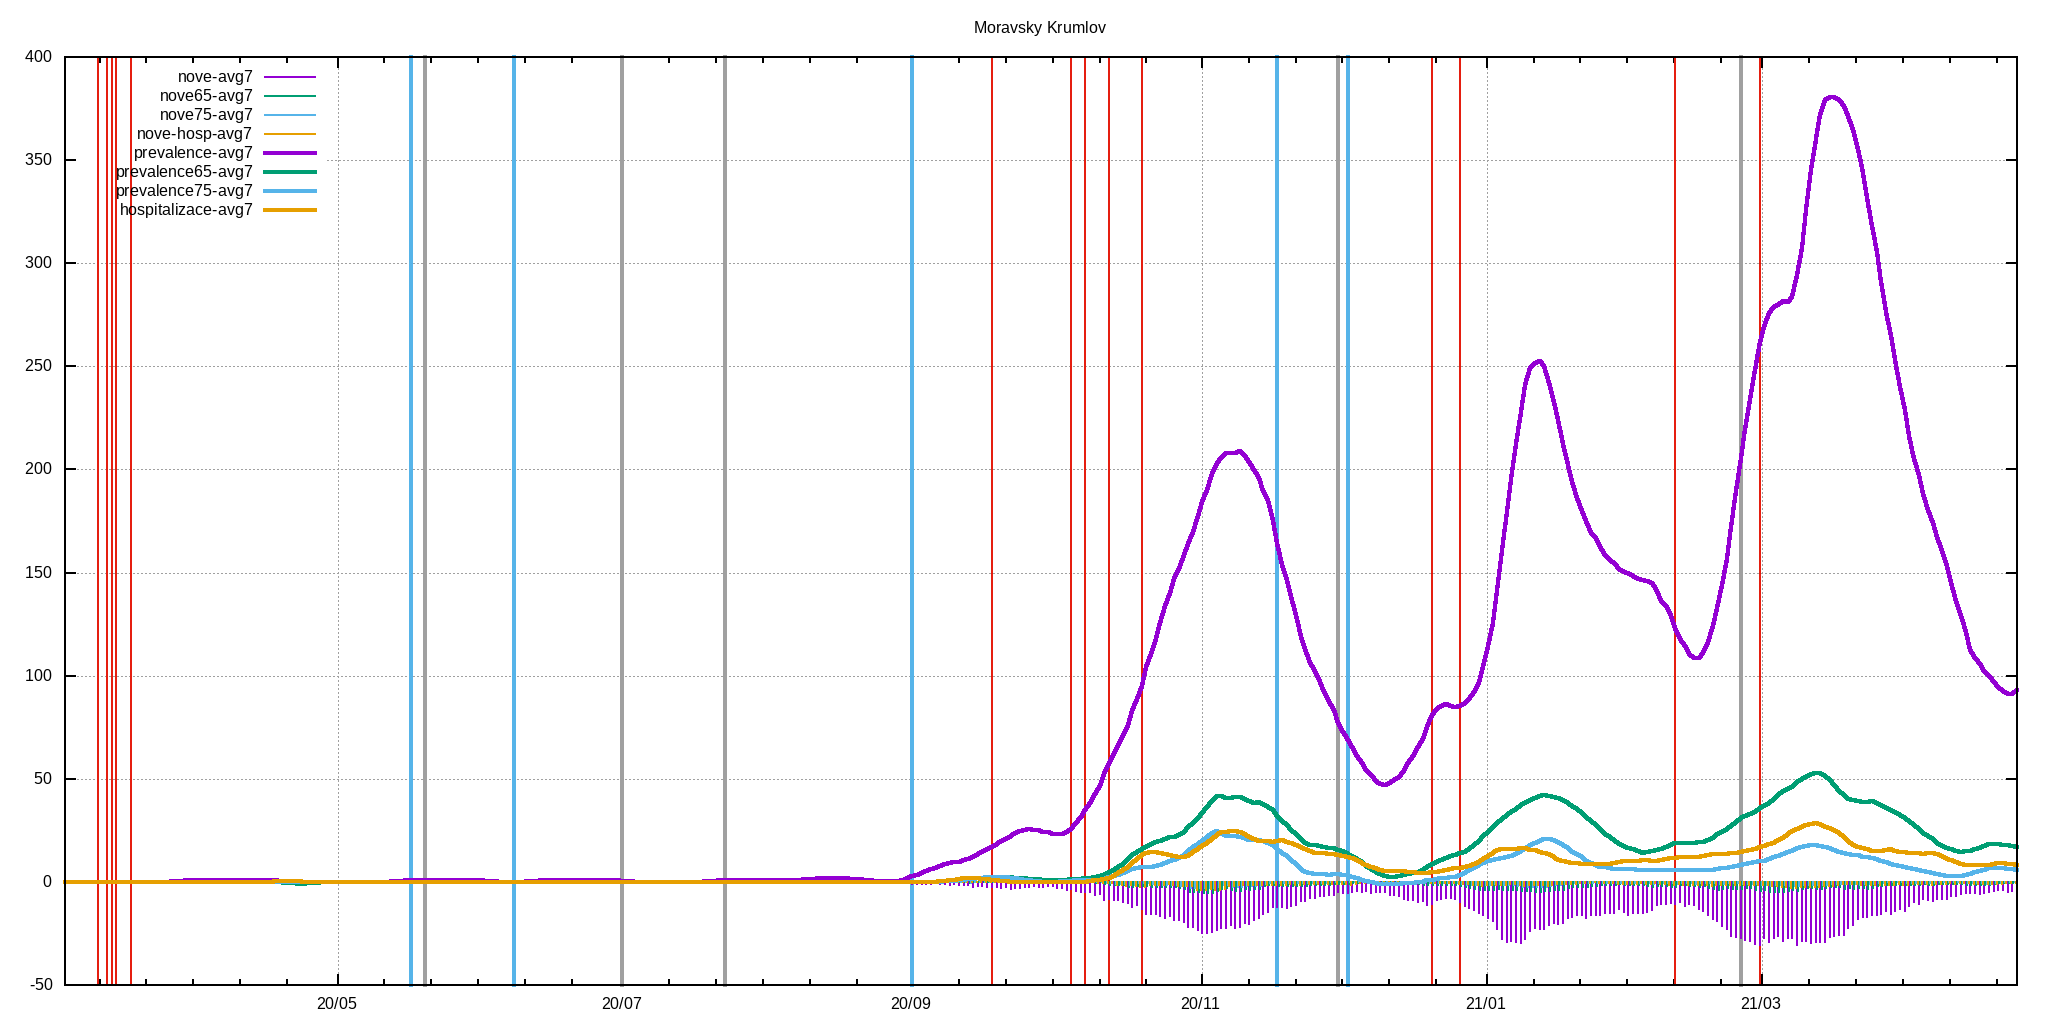 Moravsky Krumlov
400
350
300
250
200
150
100
50
0
-50
nove-avg7
nove65-avg7
nove75-avg7
nove-hosp-avg7
prevalence-avg7
prevalence65-avg7
prevalence75-avg7
hospitalizace-avg7
20/05 20/07 20/09 20/11 21/01 21/03